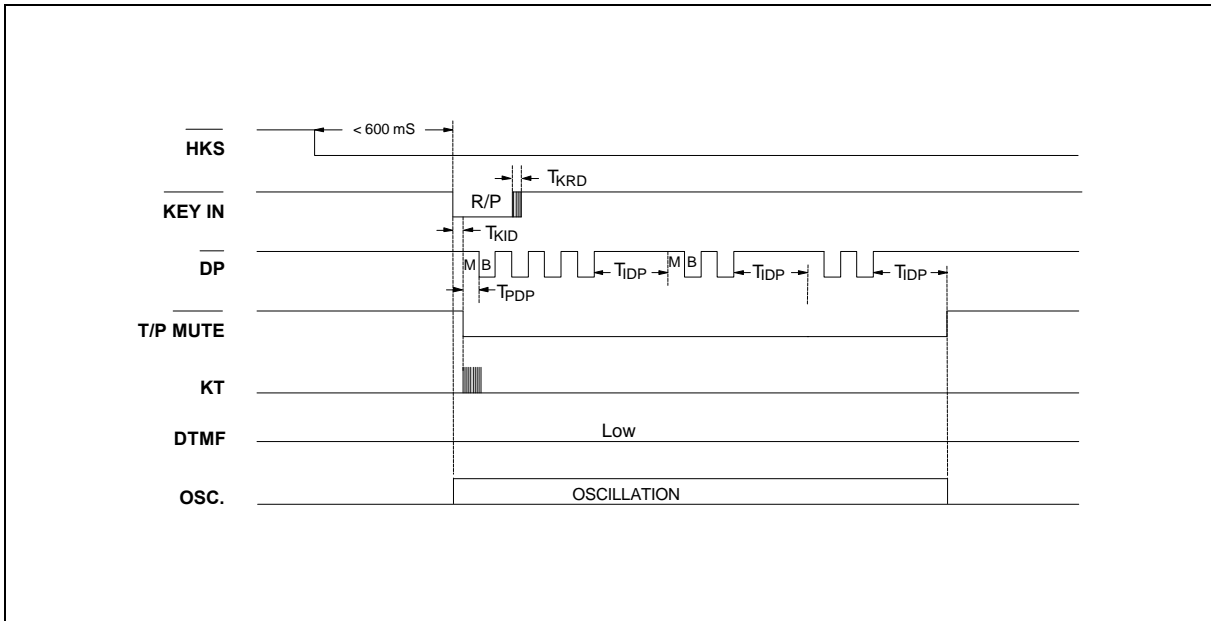 < 600 mS
HKS
TKRD
R/P
KEY IN
TKID
DP
M B
TIDP
M B
TIDP
TIDP
TPDP
T/P MUTE
KT
DTMF
Low
OSC.
OSCILLATION